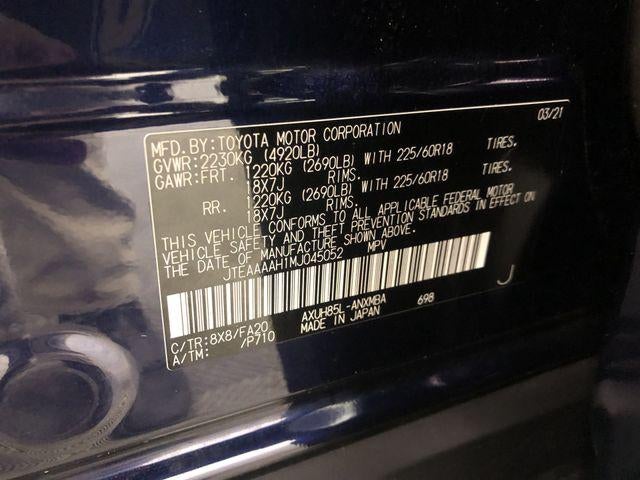 03/21
MFD.BY:TOYOTA MOTOR CORPORATION
GVWR:2230KG (4920LB)
GAWR:FRT. 1220KG (2690LB) WITH 225/60R18 TIRES.
18X7J RIMS.
RR. 1220KG (2690LB) WITH 225/60R18 TIRES.
18X7J RIMS.
THIS VEHICLE CONFORMS TO ALL APPLICABLE FEDERAL MOTOR
VEHICLE SAFETY AND THEFT PREVENTION STANDARDS IN EFFECT ON
THE DATE OF MANUFACTURE SHOWN ABOVE.
JTEAAAAH1MJ045052 MPV
J
AXUH85L-ANXMBA 698
C/TR:8X8/FA20 MADE IN JAPAN
A/TM: /P710